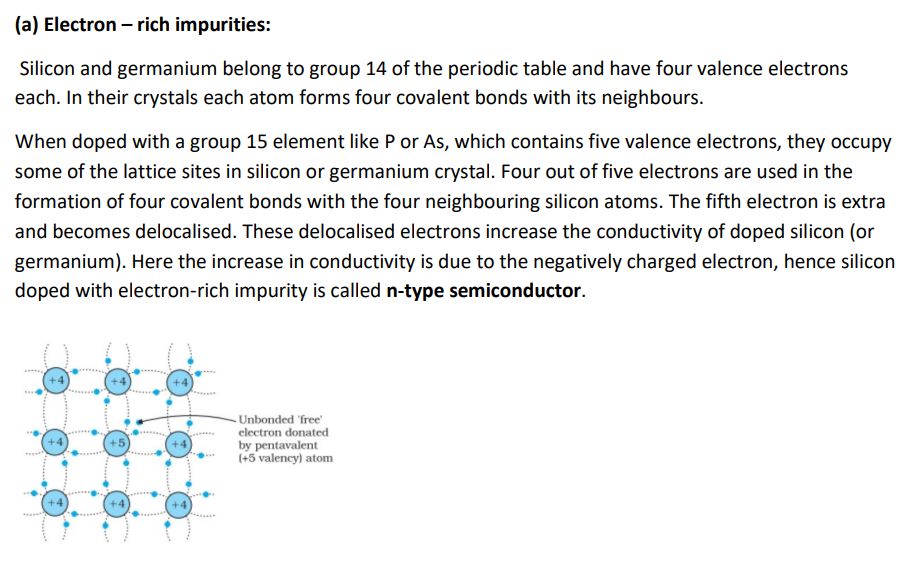 (a) Electron – rich impurities:
Silicon and germanium belong to group 14 of the periodic table and have four valence electrons
each. In their crystals each atom forms four covalent bonds with its neighbours.
When doped with a group 15 element like P or As, which contains five valence electrons, they occupy
some of the lattice sites in silicon or germanium crystal. Four out of five electrons are used in the
formation of four covalent bonds with the four neighbouring silicon atoms. The fifth electron is extra
and becomes delocalised. These delocalised electrons increase the conductivity of doped silicon (or
germanium). Here the increase in conductivity is due to the negatively charged electron, hence silicon
doped with electron-rich impurity is called n-type semiconductor.
+4 +4 +4
Unbonded 'free'
electron donated
by pentavalent
(+5 valency) atom
+4 +5 +4
+4 +4 +4